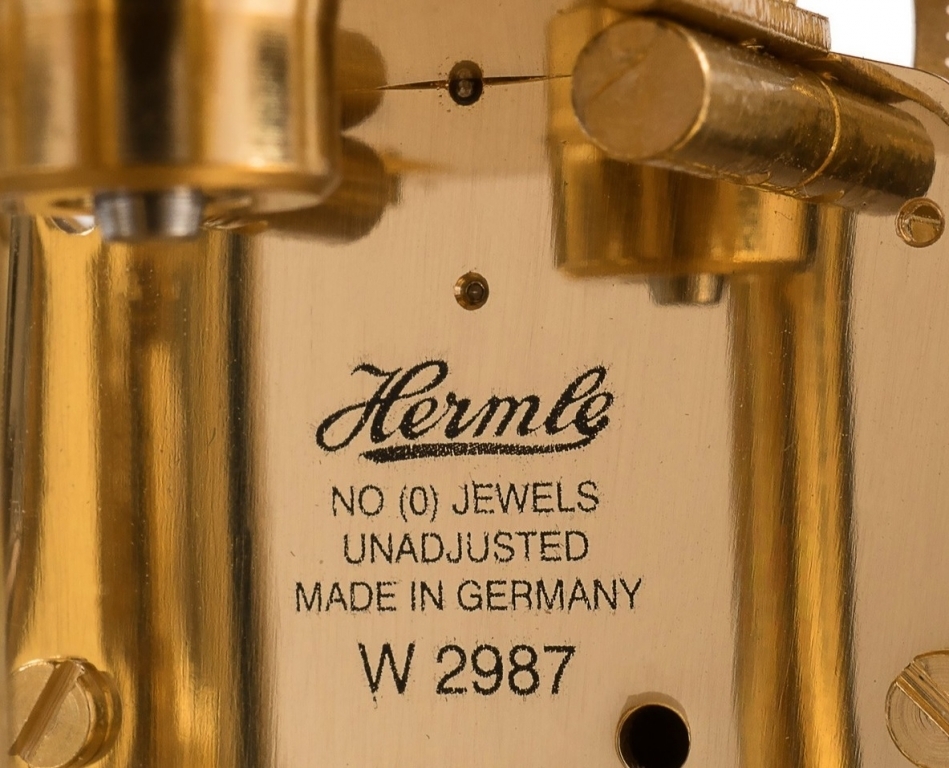 Hermle
NO (0) JEWELS
UNADJUSTED
MADE IN GERMANY
W 2987